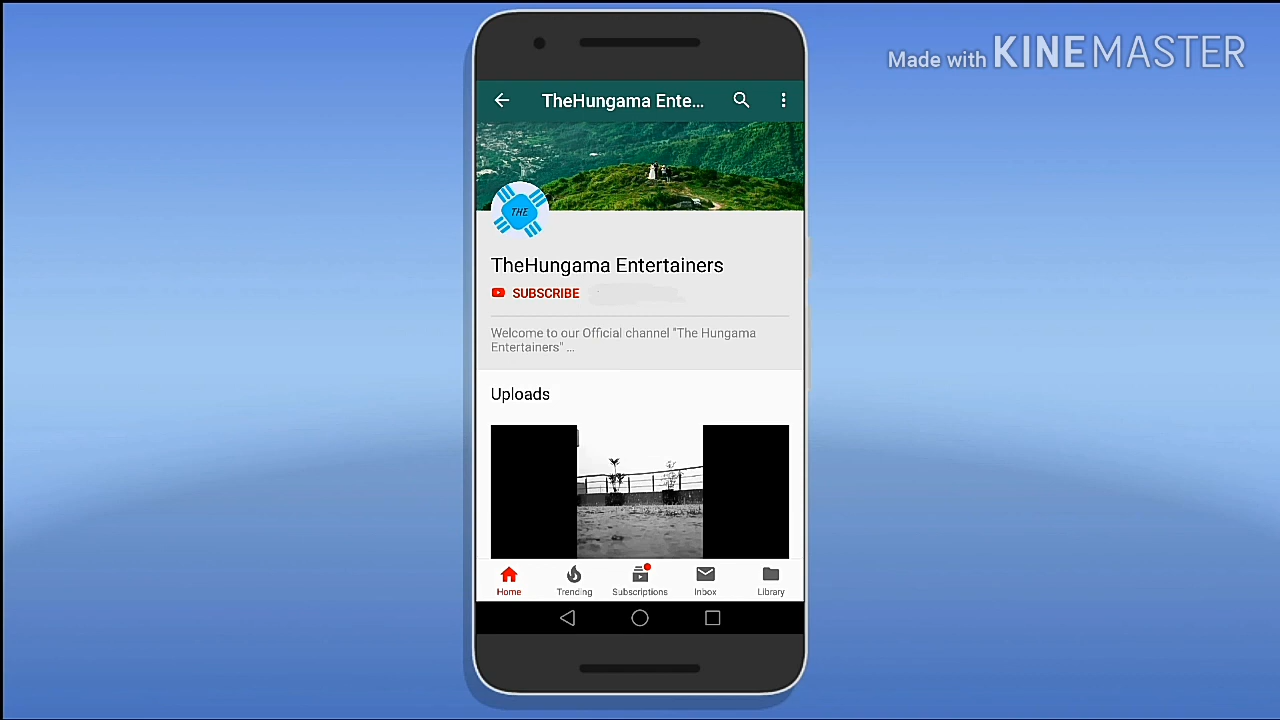 Made with KINEMASTER
TheHungama Ente...
THE
TheHungama Entertainers
SUBSCRIBE
Welcome to our Official channel "The Hungama
Entertainers" ...
Uploads
Home Trending Subscriptions Inbox Library